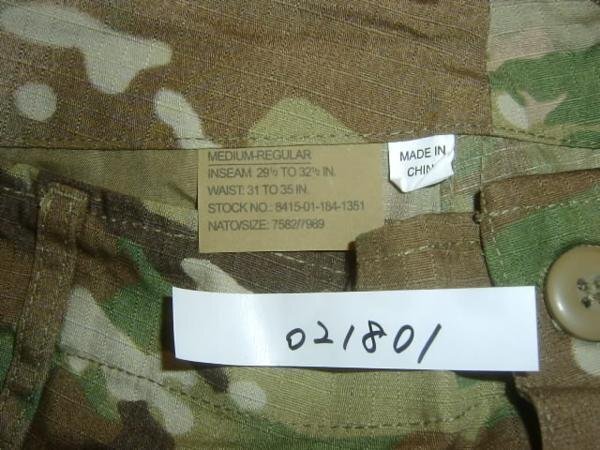 MEDIUM-REGULAR
INSEAM: 29½ TO 32½ IN.
WAIST: 31 TO 35 IN.
STOCK NO.: 8415-01-184-1351
NATO/SIZE: 7582/7989
MADE IN
CHIN
021801